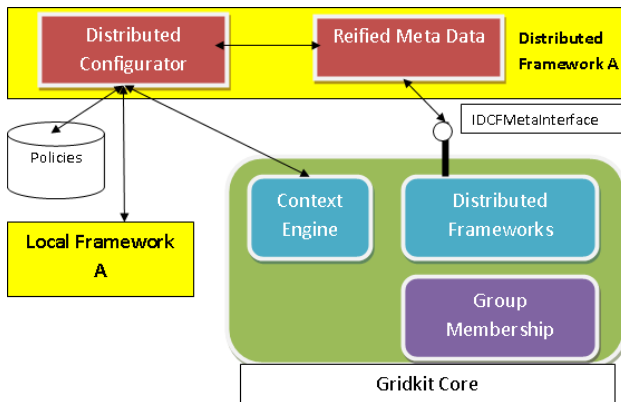 Distributed
Configurator
Reified Meta Data
Distributed
Framework A
IDCFMetaInterface
Policies
Context
Engine
Distributed
Frameworks
Local Framework
A
Group
Membership
Gridkit Core